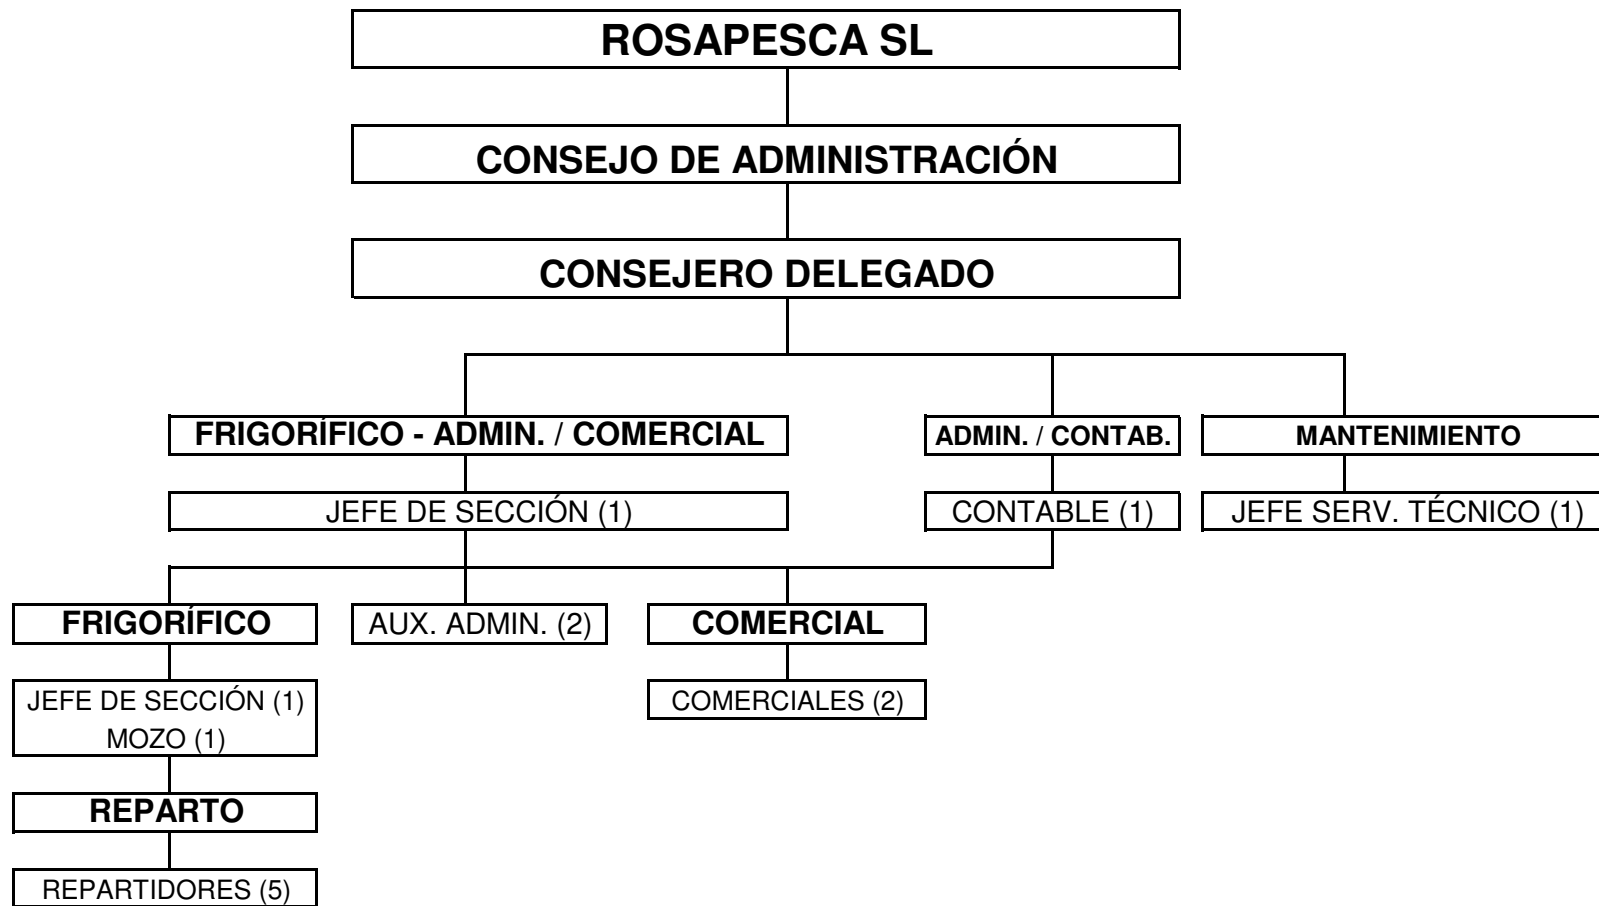 ROSAPESCA SL
CONSEJO DE ADMINISTRACIÓN
CONSEJERO DELEGADO
FRIGORÍFICO - ADMIN. / COMERCIAL
ADMIN. / CONTAB.
MANTENIMIENTO
JEFE DE SECCIÓN (1)
CONTABLE (1)
JEFE SERV. TÉCNICO (1)
FRIGORÍFICO
AUX. ADMIN. (2)
COMERCIAL
JEFE DE SECCIÓN (1)
MOZO (1)
COMERCIALES (2)
REPARTO
REPARTIDORES (5)